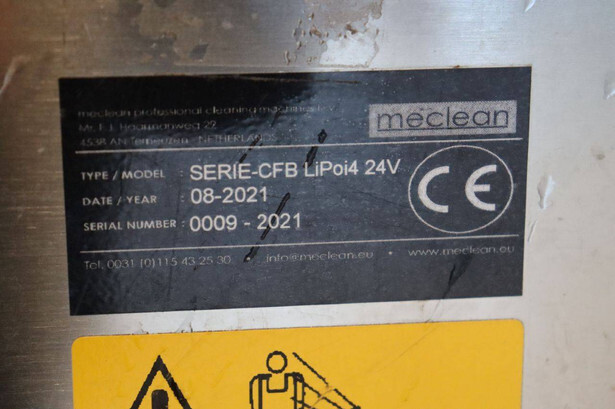 meclean professional cleaning machines B.V.
Mr. F.J. Haarmanweg 22
4538 AN Terneuzen - NETHERLANDS
meclean
TYPE / MODEL : SERIE-CFB LiPoi4 24V
DATE / YEAR : 08-2021
SERIAL NUMBER : 0009 - 2021
CE
Tel. 0031 (0)115 43 25 30 • info@meclean.eu • www.meclean.eu